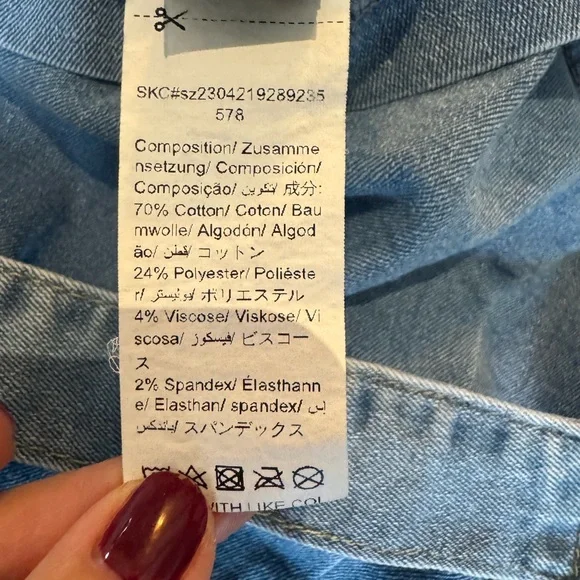 SKC#sz2304219289235
578
Composition/ Zusamme
nsetzung/ Composición/
Composição/ تكوين/ 成分:
70% Cotton/ Coton/ Bau
mwolle/ Algodón/ Algod
ão/ قطن/ コットン
24% Polyester/ Poliéste
r/ بوليستر/ ポリエステル
4% Viscose/ Viskose/ Vi
scosa/ فيسكوز/ ビスコー
ス
2% Spandex/ Élasthann
e/ Elasthan/ spandex/ إس
باندكس/ スパンデックス
WITH LIKE COL